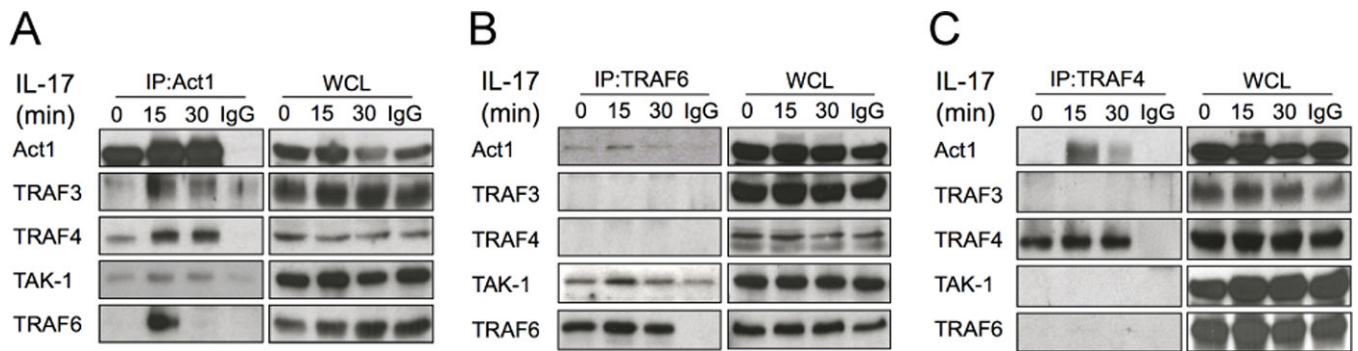 A
IL-17 IP:Act1 WCL
(min) 0 15 30 IgG 0 15 30 IgG
Act1
TRAF3
TRAF4
TAK-1
TRAF6
B
IL-17 IP:TRAF6 WCL
(min) 0 15 30 IgG 0 15 30 IgG
Act1
TRAF3
TRAF4
TAK-1
TRAF6
C
IL-17 IP:TRAF4 WCL
(min) 0 15 30 IgG 0 15 30 IgG
Act1
TRAF3
TRAF4
TAK-1
TRAF6